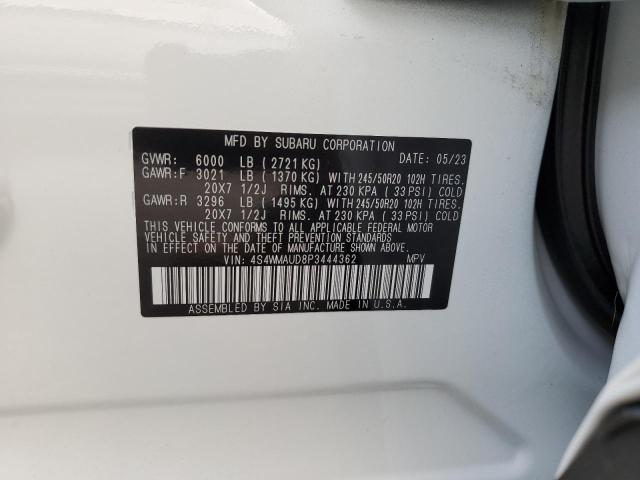 MFD BY SUBARU CORPORATION
GVWR: 6000 LB ( 2721 KG) DATE: 05/23
GAWR:F 3021 LB ( 1370 KG) WITH 245/50R20 102H TIRES.
20X7 1/2J RIMS. AT 230 KPA ( 33 PSI) COLD
GAWR:R 3296 LB ( 1495 KG) WITH 245/50R20 102H TIRES.
20X7 1/2J RIMS. AT 230 KPA ( 33 PSI) COLD
THIS VEHICLE CONFORMS TO ALL APPLICABLE FEDERAL MOTOR
VEHICLE SAFETY AND THEFT PREVENTION STANDARDS
IN EFFECT ON THE DATE OF MANUFACTURE SHOWN ABOVE.
VIN: 4S4WMAUD8P3444362 MPV
ASSEMBLED BY SIA INC. MADE IN U.S.A.